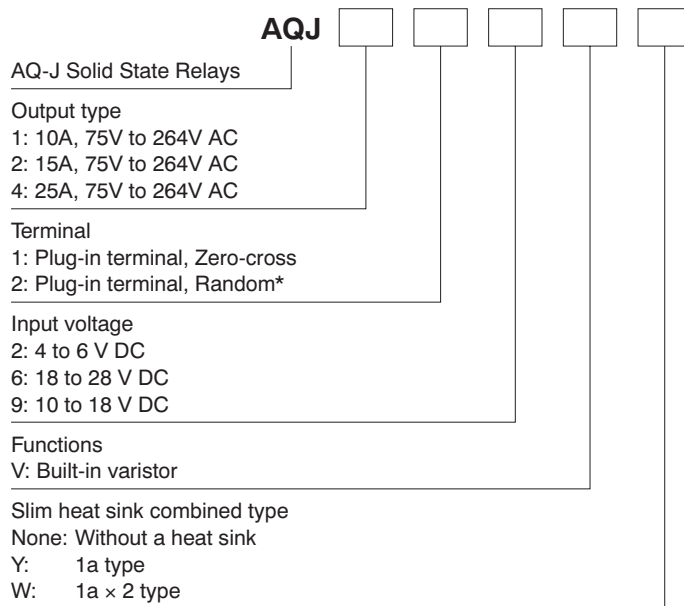 AQJ
AQ-J Solid State Relays
Output type
1: 10A, 75V to 264V AC
2: 15A, 75V to 264V AC
4: 25A, 75V to 264V AC
Terminal
1: Plug-in terminal, Zero-cross
2: Plug-in terminal, Random*
Input voltage
2: 4 to 6 V DC
6: 18 to 28 V DC
9: 10 to 18 V DC
Functions
V: Built-in varistor
Slim heat sink combined type
None: Without a heat sink
Y: 1a type
W: 1a × 2 type